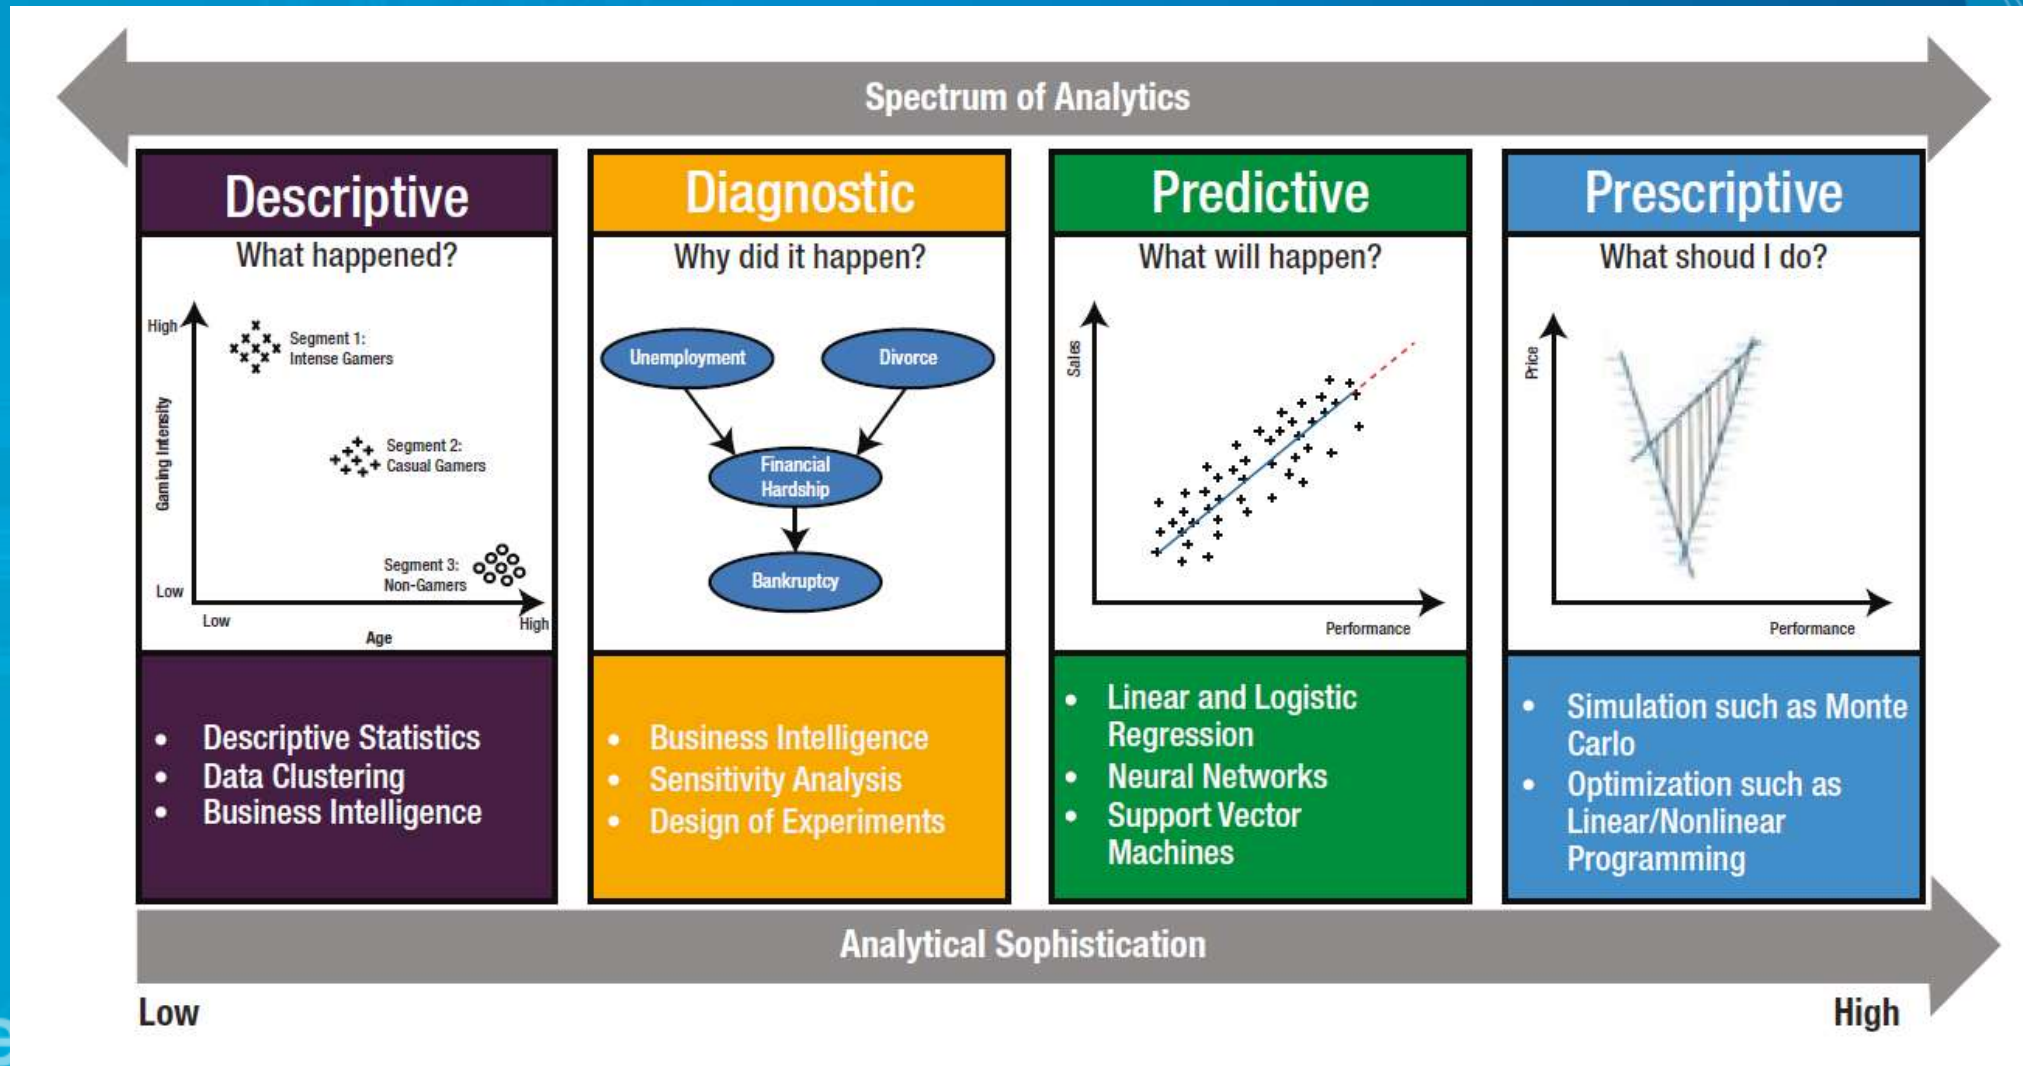 Spectrum of Analytics
Descriptive
What happened?
High
Segment 1:
Intense Gamers
Gaming Intensity
Segment 2:
Casual Gamers
Segment 3:
Non-Gamers
Low
Low
High
Age
• Descriptive Statistics
• Data Clustering
• Business Intelligence
Diagnostic
Why did it happen?
Unemployment
Divorce
Financial
Hardship
Bankruptcy
• Business Intelligence
• Sensitivity Analysis
• Design of Experiments
Predictive
What will happen?
Sales
Performance
• Linear and Logistic
Regression
• Neural Networks
• Support Vector
Machines
Prescriptive
What shoud I do?
Price
Performance
• Simulation such as Monte
Carlo
• Optimization such as
Linear/Nonlinear
Programming
Analytical Sophistication
Low
High